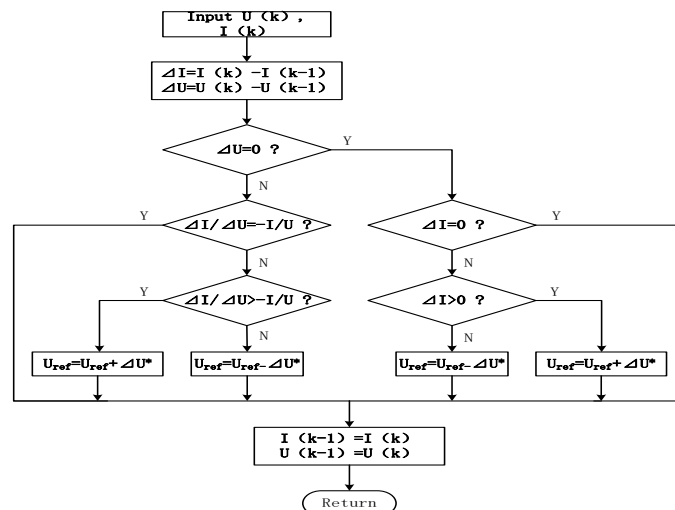 Input U (k) ,
I (k)
⊿I=I (k) -I (k-1)
⊿U=U (k) -U (k-1)
⊿U=0 ?
Y
N
Y
⊿I/⊿U=-I/U ?
⊿I=0 ?
Y
N
N
Y
⊿I/⊿U>-I/U ?
⊿I>0 ?
Y
N
N
Uref=Uref+⊿U*
Uref=Uref-⊿U*
Uref=Uref-⊿U*
Uref=Uref+⊿U*
I (k-1) =I (k)
U (k-1) =U (k)
Return